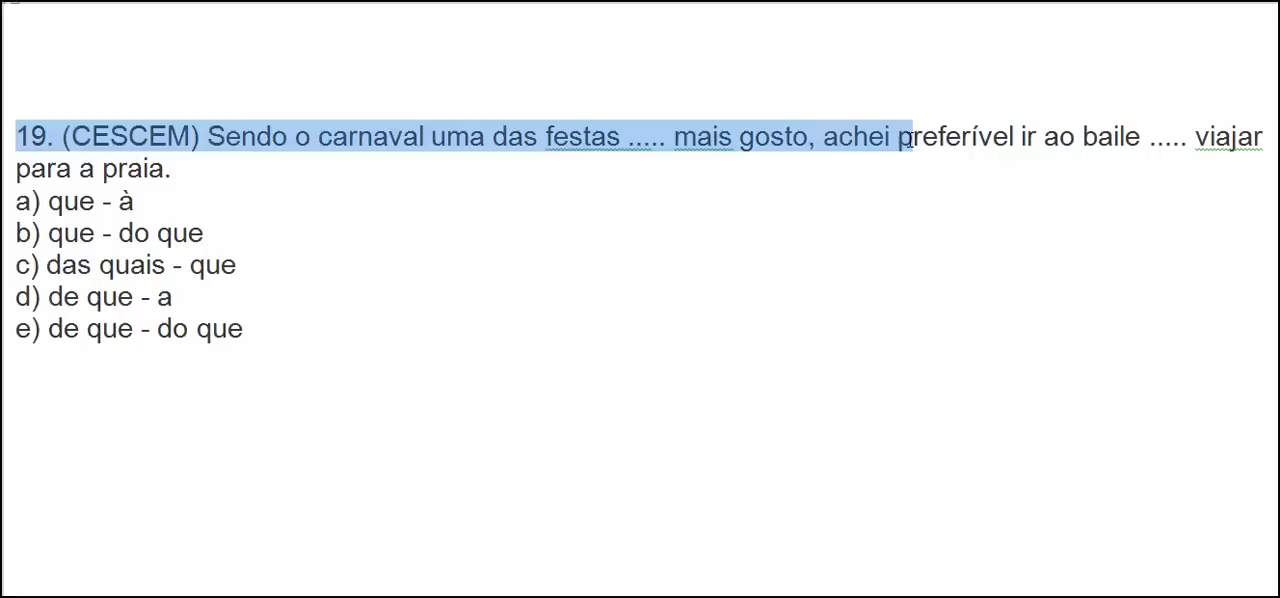 19. (CESCEM) Sendo o carnaval uma das festas ..... mais gosto, achei preferível ir ao baile ..... viajar
para a praia.
a) que - à
b) que - do que
c) das quais - que
d) de que - a
e) de que - do que